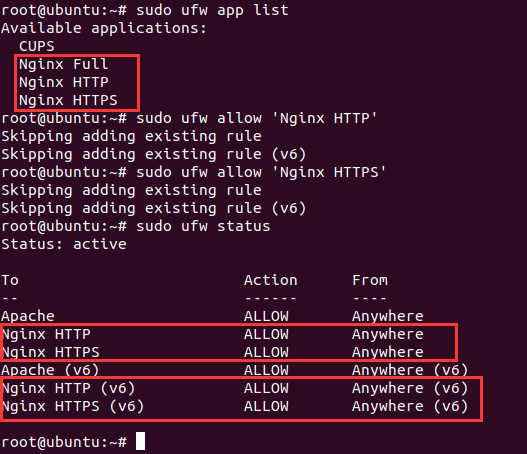 root@ubuntu:~# sudo ufw app list
Available applications:
  CUPS
  Nginx Full
  Nginx HTTP
  Nginx HTTPS
root@ubuntu:~# sudo ufw allow 'Nginx HTTP'
Skipping adding existing rule
Skipping adding existing rule (v6)
root@ubuntu:~# sudo ufw allow 'Nginx HTTPS'
Skipping adding existing rule
Skipping adding existing rule (v6)
root@ubuntu:~# sudo ufw status
Status: active

To                         Action      From
--                         ------      ----
Apache                     ALLOW       Anywhere
Nginx HTTP                 ALLOW       Anywhere
Nginx HTTPS                ALLOW       Anywhere
Apache (v6)                ALLOW       Anywhere (v6)
Nginx HTTP (v6)            ALLOW       Anywhere (v6)
Nginx HTTPS (v6)           ALLOW       Anywhere (v6)

root@ubuntu:~#